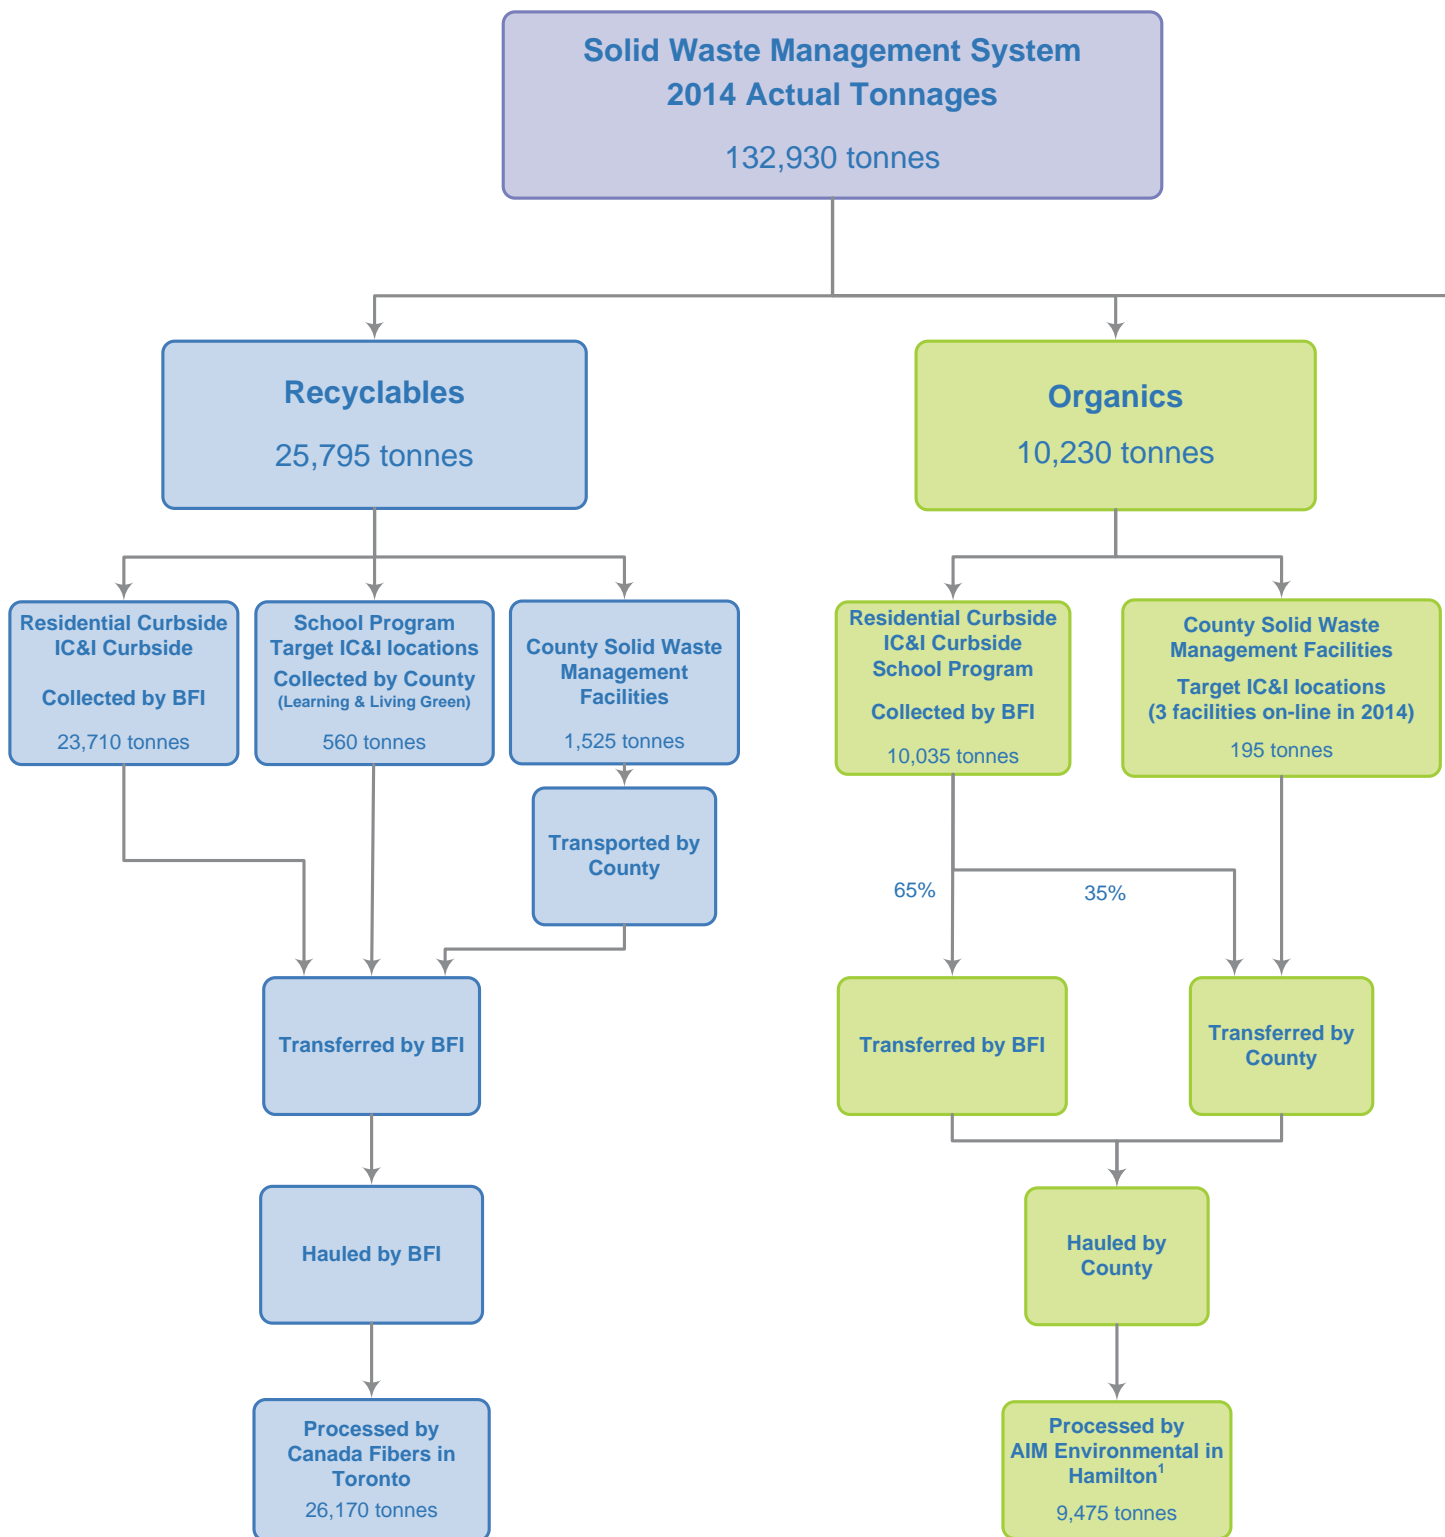 Solid Waste Management System
2014 Actual Tonnages
132,930 tonnes
Recyclables
25,795 tonnes
Organics
10,230 tonnes
Residential Curbside
IC&I Curbside
Collected by BFI
23,710 tonnes
School Program
Target IC&I locations
Collected by County
(Learning & Living Green)
560 tonnes
County Solid Waste
Management
Facilities
1,525 tonnes
Residential Curbside
IC&I Curbside
School Program
Collected by BFI
10,035 tonnes
County Solid Waste
Management Facilities
Target IC&I locations
(3 facilities on-line in 2014)
195 tonnes
Transported by
County
65%
35%
Transferred by BFI
Transferred by BFI
Transferred by
County
Hauled by BFI
Hauled by
County
Processed by
Canada Fibers in
Toronto
26,170 tonnes
Processed by
AIM Environmental in
Hamilton¹
9,475 tonnes